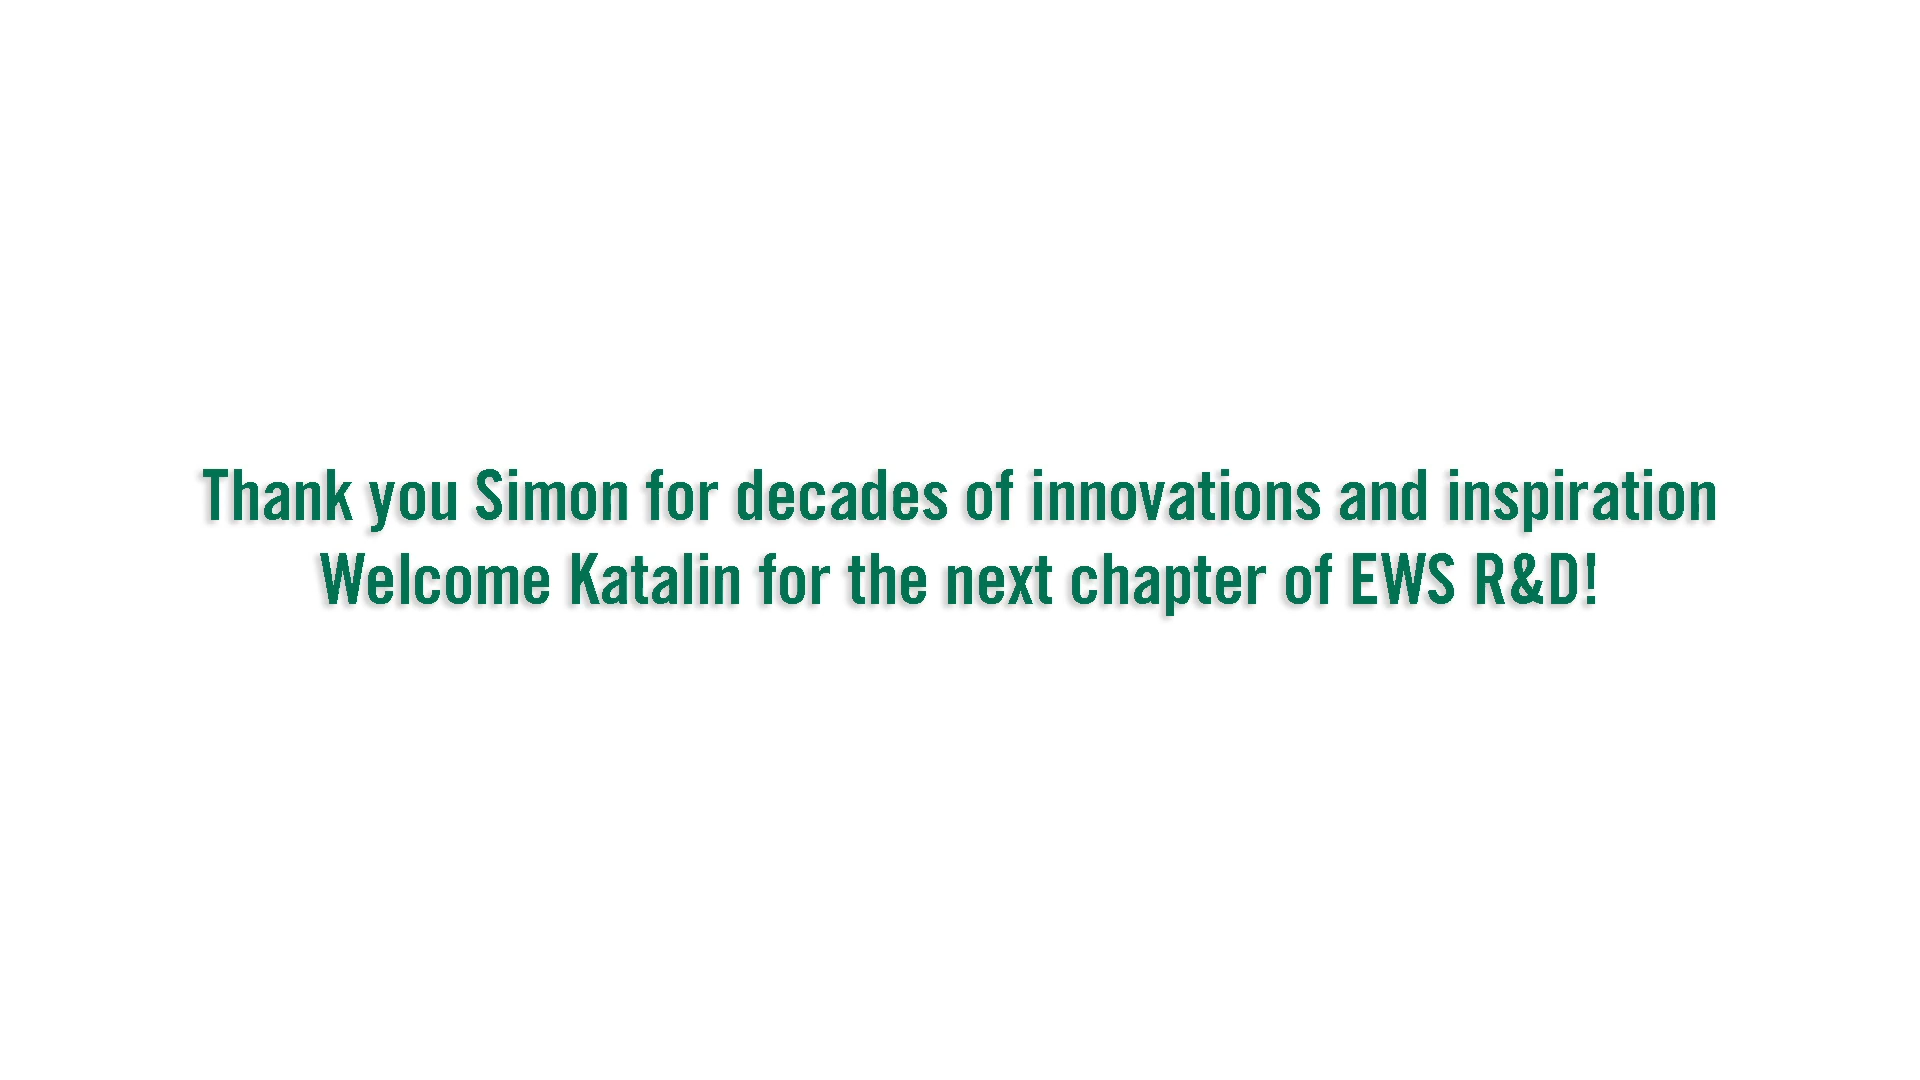 Thank you Simon for decades of innovations and inspiration
Welcome Katalin for the next chapter of EWS R&D!